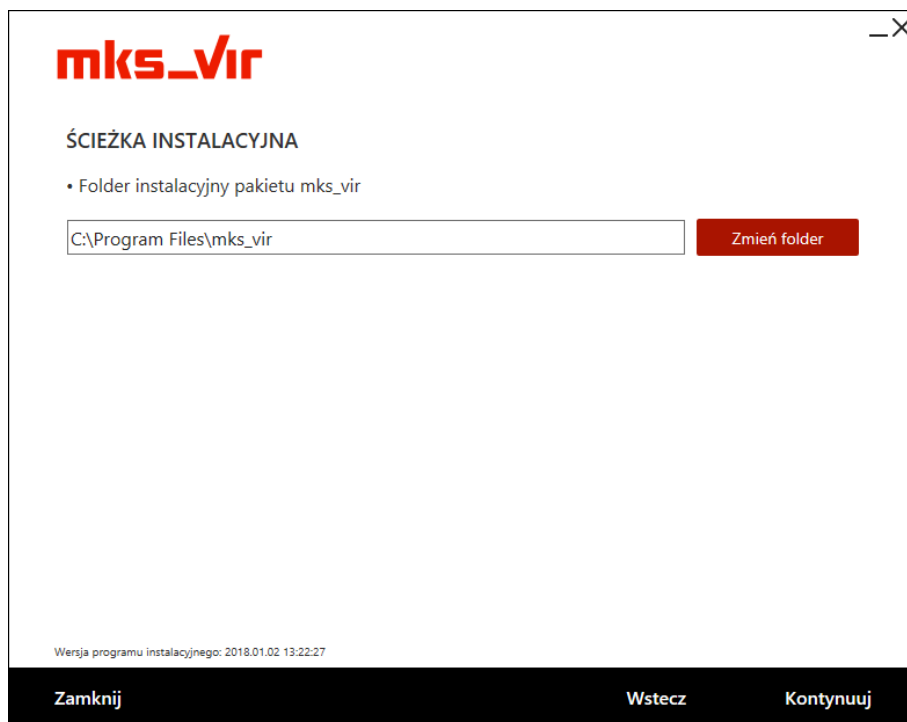 mks_vir
ŚCIEŻKA INSTALACYJNA
• Folder instalacyjny pakietu mks_vir
C:\Program Files\mks_vir
Zmień folder
Wersja programu instalacyjnego: 2018.01.02 13:22:27
Zamknij
Wstecz
Kontynuuj